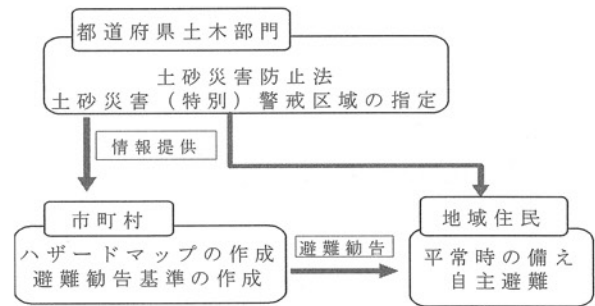 都道府県土木部門
土砂災害防止法
土砂災害（特別）警戒区域の指定
情報提供
市町村
ハザードマップの作成
避難勧告基準の作成
避難勧告
地域住民
平常時の備え
自主避難